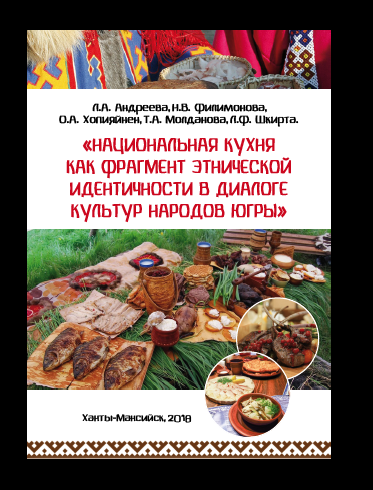 Л.А. Андреева, Н.В. Филимонова,
О.А. Хопияйнен, Т.А. Молданова, Л.Ф. Шкирта.
«НАЦИОНАЛЬНАЯ КУХНЯ
КАК ФРАГМЕНТ ЭТНИЧЕСКОЙ
ИДЕНТИЧНОСТИ В ДИАЛОГЕ
КУЛЬТУР НАРОДОВ ЮГРЫ»
Ханты-Мансийск, 2018